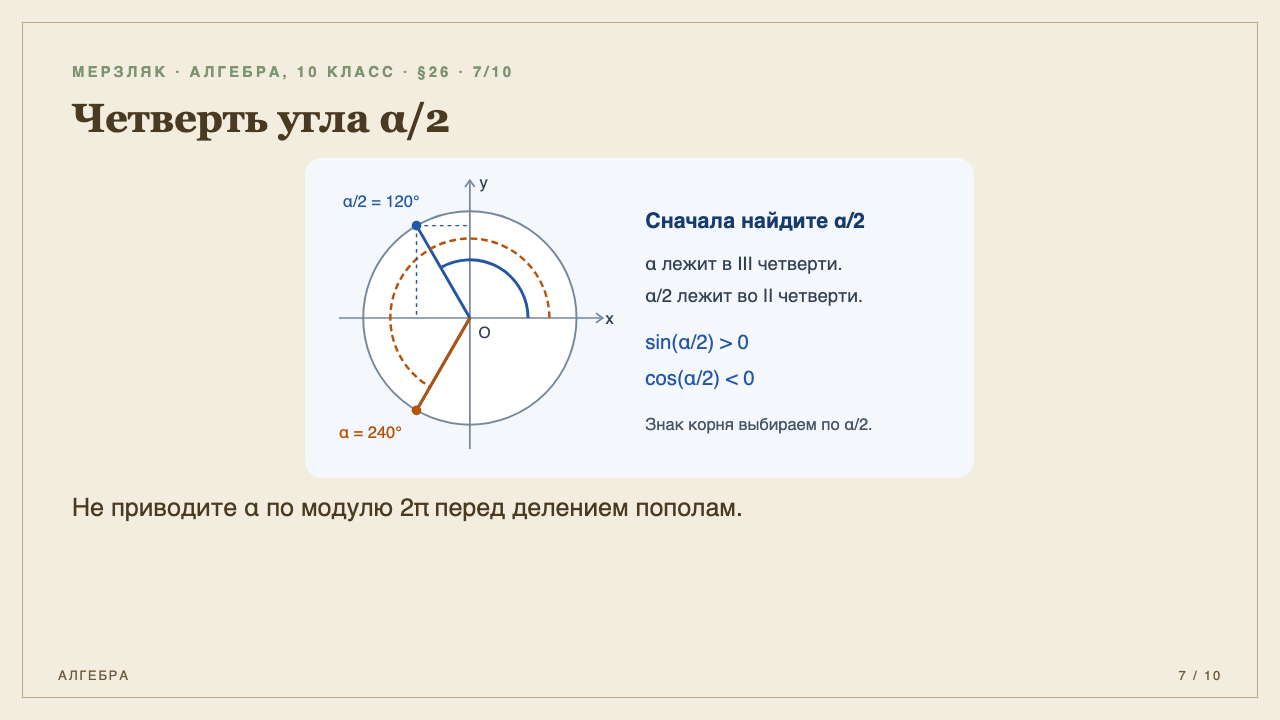 МЕРЗЛЯК · АЛГЕБРА, 10 КЛАСС · §26 · 7/10
Четверть угла α/2
y
α/2 = 120°
x
O
α = 240°
Сначала найдите α/2
α лежит в III четверти.
α/2 лежит во II четверти.
sin(α/2) > 0
cos(α/2) < 0
Знак корня выбираем по α/2.
Не приводите α по модулю 2π перед делением пополам.
АЛГЕБРА
7 / 10